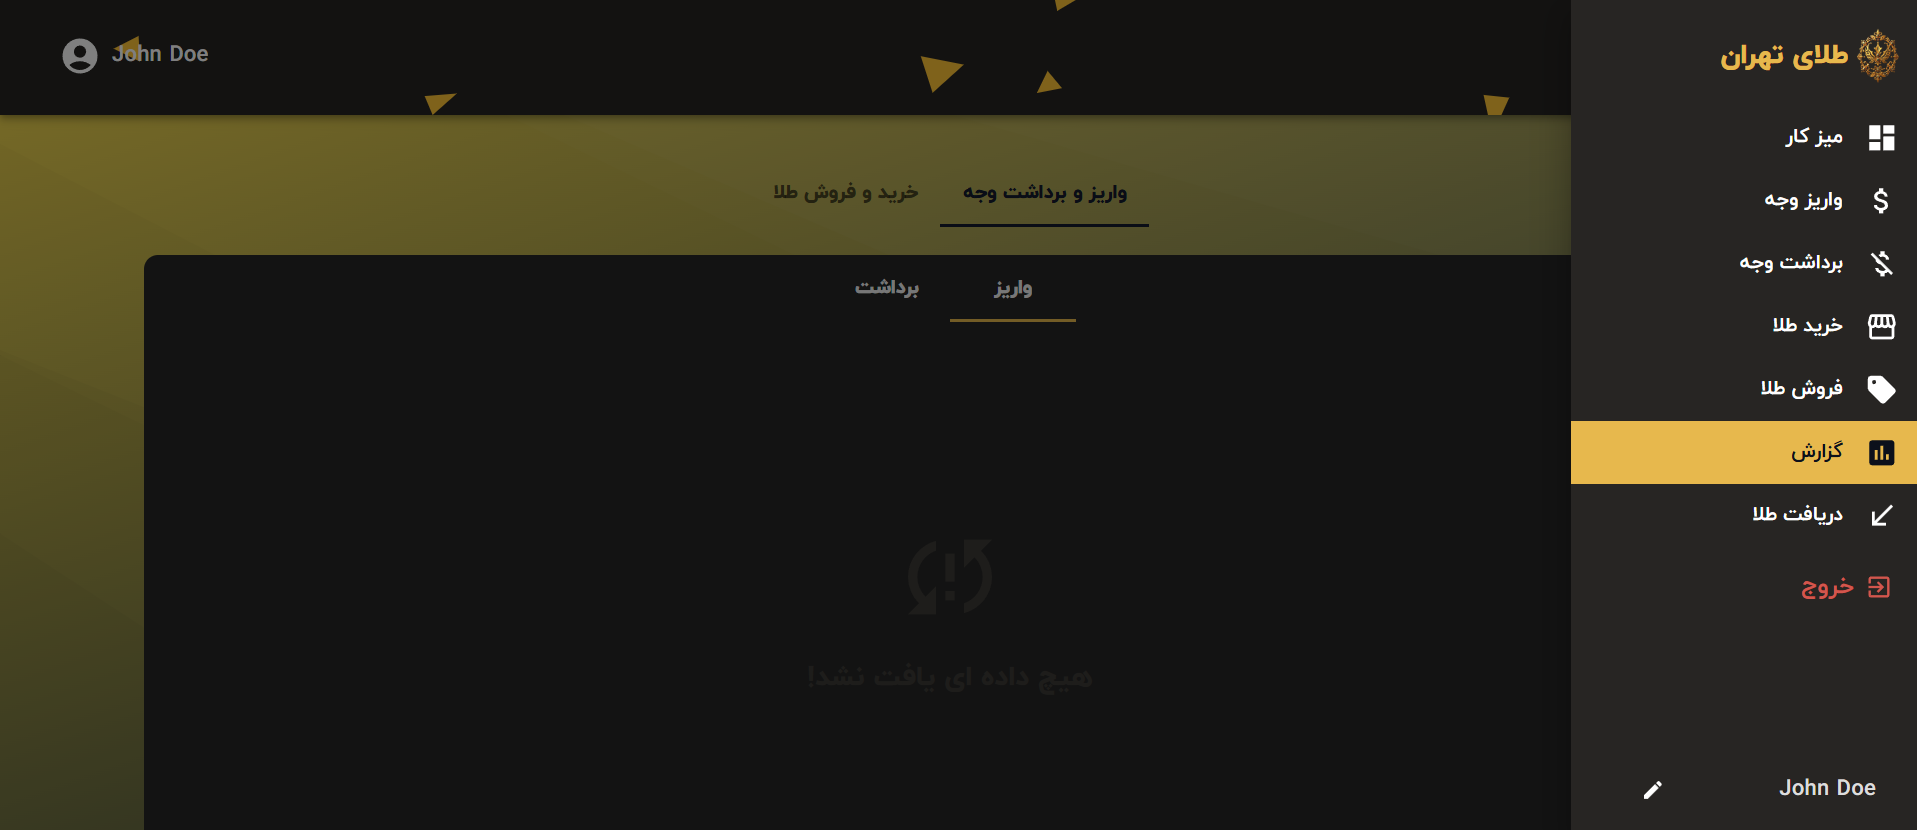 طلای تهران
میز کار
واریز وجه
برداشت وجه
خرید طلا
فروش طلا
گزارش
دریافت طلا
خروج
John Doe
John Doe
واریز و برداشت وجه
خرید و فروش طلا
واریز
برداشت
هیچ داده ای یافت نشد!